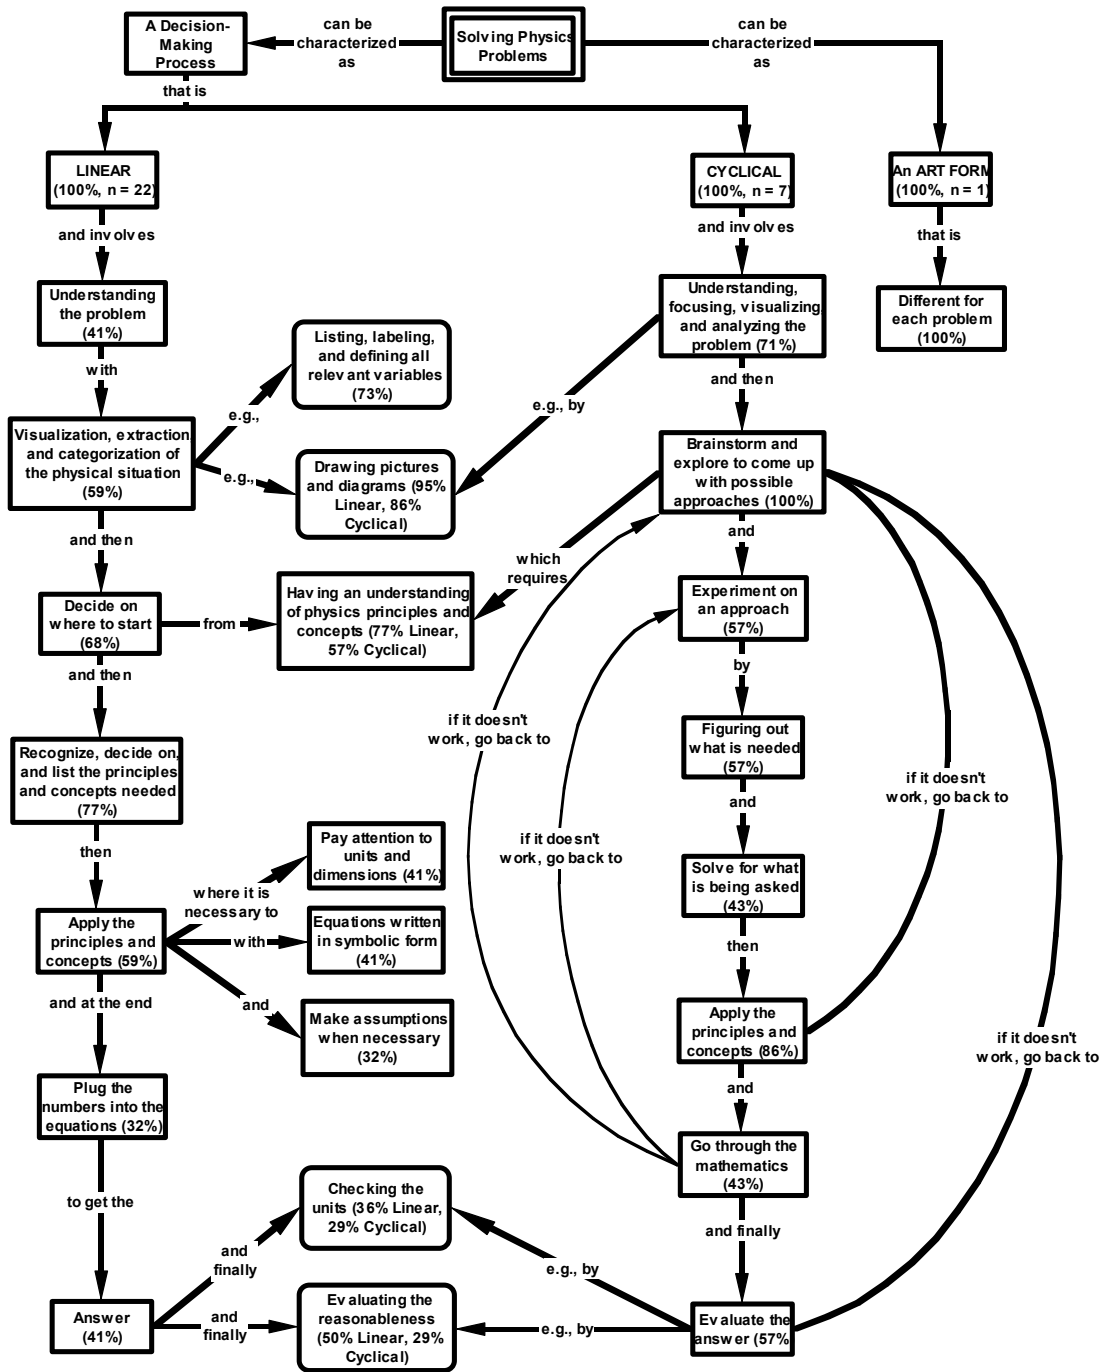 A Decision-
Making
Process
can be
characterized
as
Solving Physics
Problems
can be
characterized
as
that is
LINEAR
(100%, n = 22)
CYCLICAL
(100%, n = 7)
An ART FORM
(100%, n = 1)
and involves
and involves
that is
Understanding
the problem
(41%)
Understanding,
focusing, visualizing,
and analyzing the
problem (71%)
Different for
each problem
(100%)
with
Listing, labeling,
and defining all
relevant variables
(73%)
and then
e.g.,
e.g., by
Visualization, extraction
and categorization of
the physical situation
(59%)
e.g.,
Drawing pictures
and diagrams (95%
Linear, 86%
Cyclical)
Brainstorm and
explore to come up
with possible
approaches (100%)
and then
and
which
requires
Decide on
where to start
(68%)
from
Having an understanding
of physics principles and
concepts (77% Linear,
57% Cyclical)
Experiment on
an approach
(57%)
and then
by
if it doesn't
work, go back to
Recognize, decide on,
and list the principles
and concepts needed
(77%)
Figuring out
what is needed
(57%)
if it doesn't
work, go back to
then
and
Pay attention to
units and
dimensions (41%)
if it doesn't
work, go back to
where it is
necessary to
Solve for what
is being asked
(43%)
Apply the
principles and
concepts (59%)
with
Equations written
in symbolic form
(41%)
then
and at the end
and
Make assumptions
when necessary
(32%)
Apply the
principles and
concepts (86%)
if it doesn't
work, go back to
Plug the
numbers into the
equations (32%)
and
Go through the
mathematics
(43%)
to get the
Checking the
units (36% Linear,
29% Cyclical)
and finally
and
finally
e.g., by
Answer
(41%)
and
finally
Evaluating the
reasonableness
(50% Linear, 29%
Cyclical)
e.g., by
Evaluate the
answer (57%